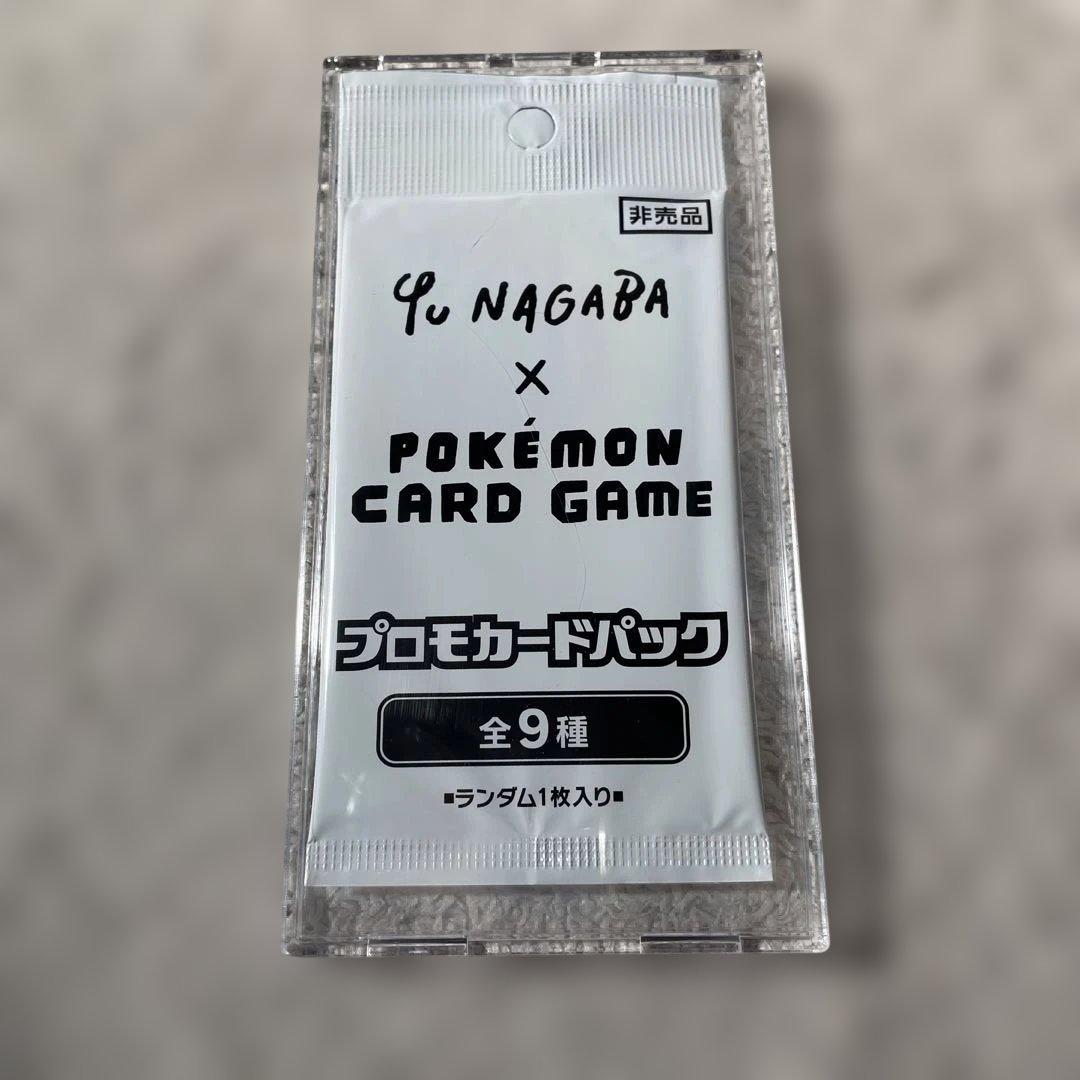 非売品
Yu NAGABA
×
POKÉMON
CARD GAME
プロモカードパック
全9種
■ランダム1枚入り■